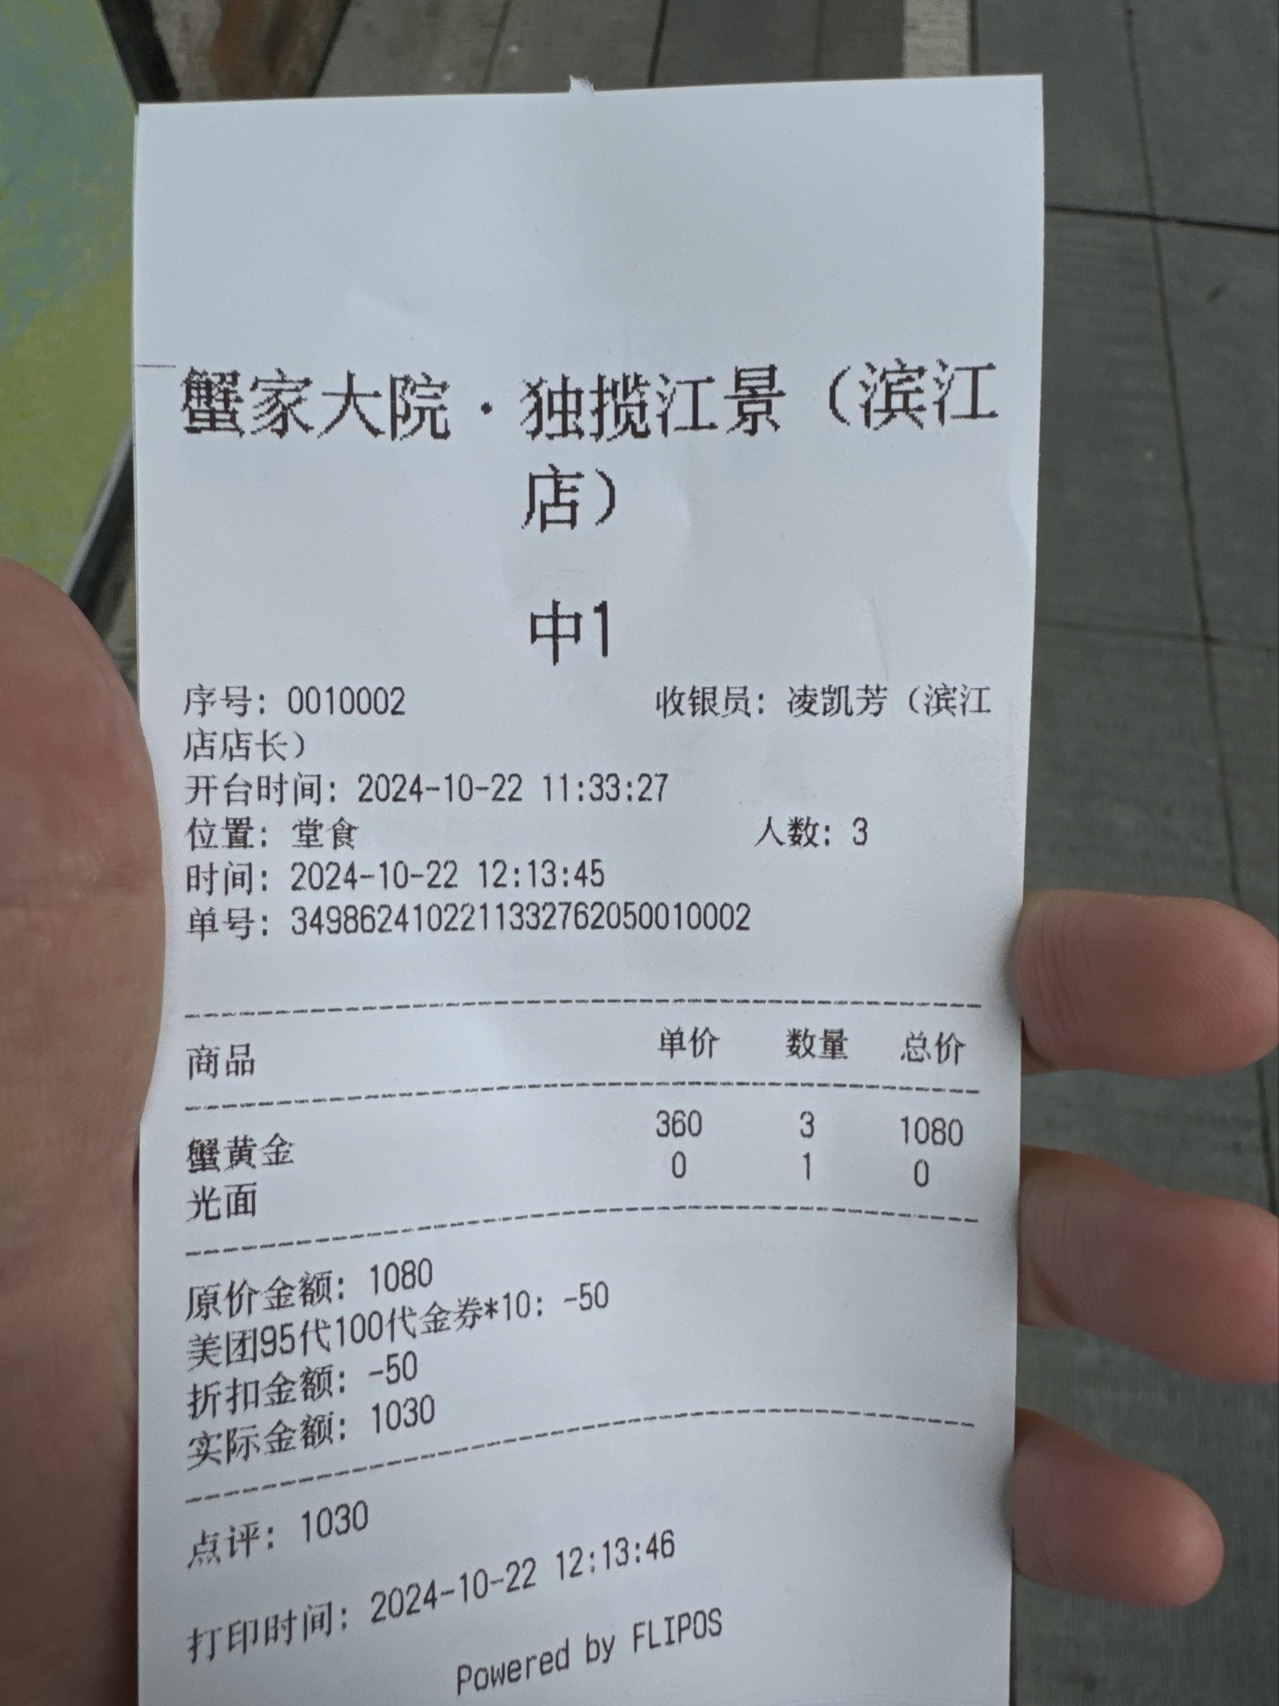 蟹家大院·独揽江景（滨江
店）
中1
序号: 0010002 收银员: 凌凯芳（滨江
店店长）
开台时间: 2024-10-22 11:33:27
位置: 堂食 人数: 3
时间: 2024-10-22 12:13:45
单号: 3498624102211332762050010002
商品 单价 数量 总价
蟹黄金 360 3 1080
光面 0 1 0
原价金额: 1080
美团95代100代金券*10: -50
折扣金额: -50
实际金额: 1030
点评: 1030
打印时间: 2024-10-22 12:13:46
Powered by FLIPOS